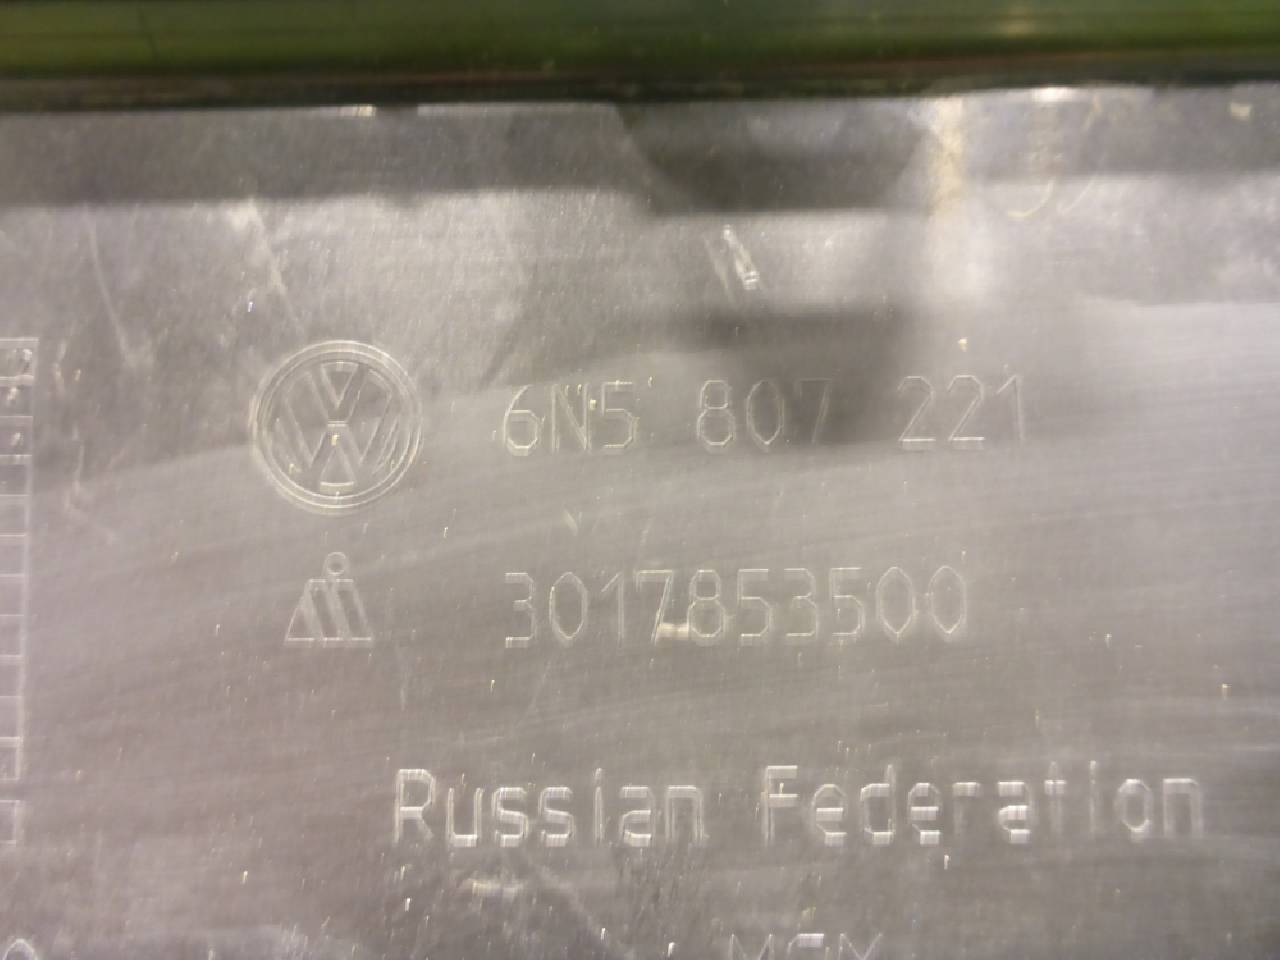 6N5 807 221
3017853500
Russian Federation